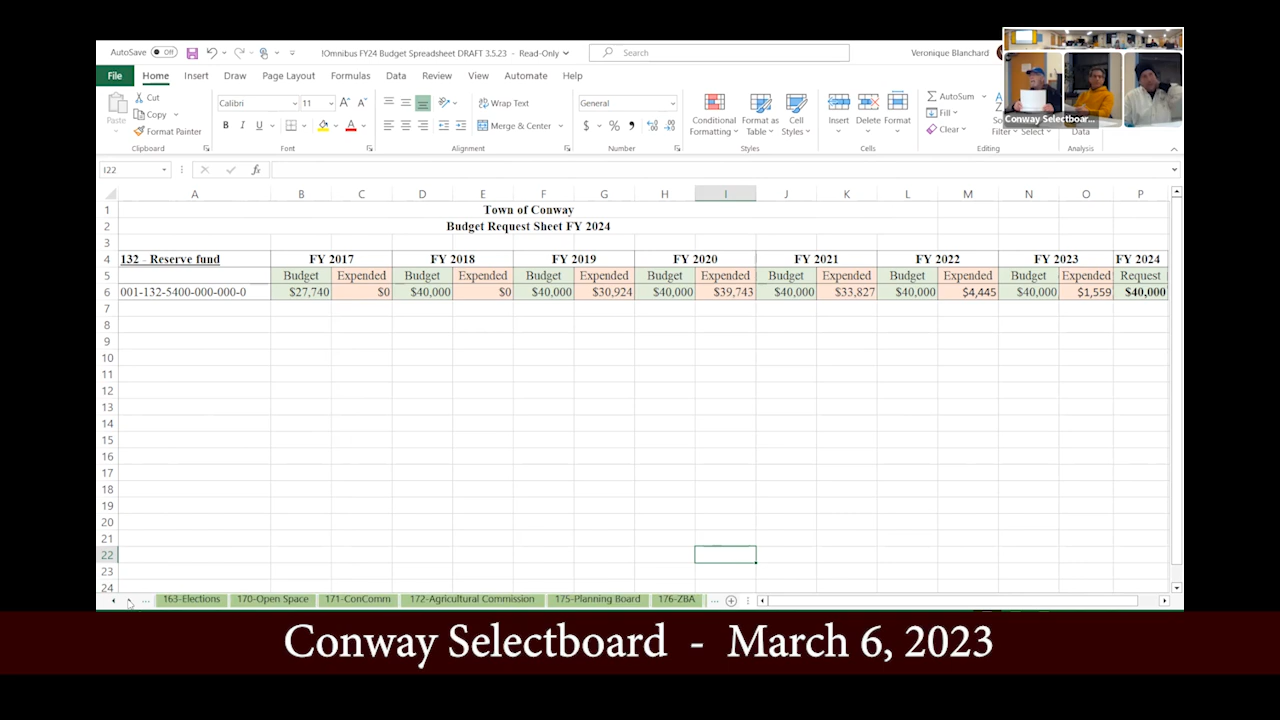 AutoSave Off !Omnibus FY24 Budget Spreadsheet DRAFT 3.5.23 - Read-Only Search Veronique Blanchard
File Home Insert Draw Page Layout Formulas Data Review View Automate Help
Paste Cut Copy Format Painter
Calibri 11 A^ A˅
B I U A
Wrap Text
Merge & Center
General
$ % ,
Conditional Formatting Format as Table Cell Styles
Insert Delete Format
AutoSum Fill Clear
Filter Select Data
Clipboard Font Alignment Number Styles Cells Editing Analysis
Conway Selectboar...
I22 fx
A B C D E F G H I J K L M N O P
1 Town of Conway
2 Budget Request Sheet FY 2024
3
4 132 - Reserve fund FY 2017 FY 2018 FY 2019 FY 2020 FY 2021 FY 2022 FY 2023 FY 2024
5 Budget Expended Budget Expended Budget Expended Budget Expended Budget Expended Budget Expended Budget Expended Request
6 001-132-5400-000-000-0 $27,740 $0 $40,000 $0 $40,000 $30,924 $40,000 $39,743 $40,000 $33,827 $40,000 $4,445 $40,000 $1,559 $40,000
7
8
9
10
11
12
13
14
15
16
17
18
19
20
21
22
23
24
... 163-Elections 170-Open Space 171-ConComm 172-Agricultural Commission 175-Planning Board 176-ZBA ...
Conway Selectboard - March 6, 2023